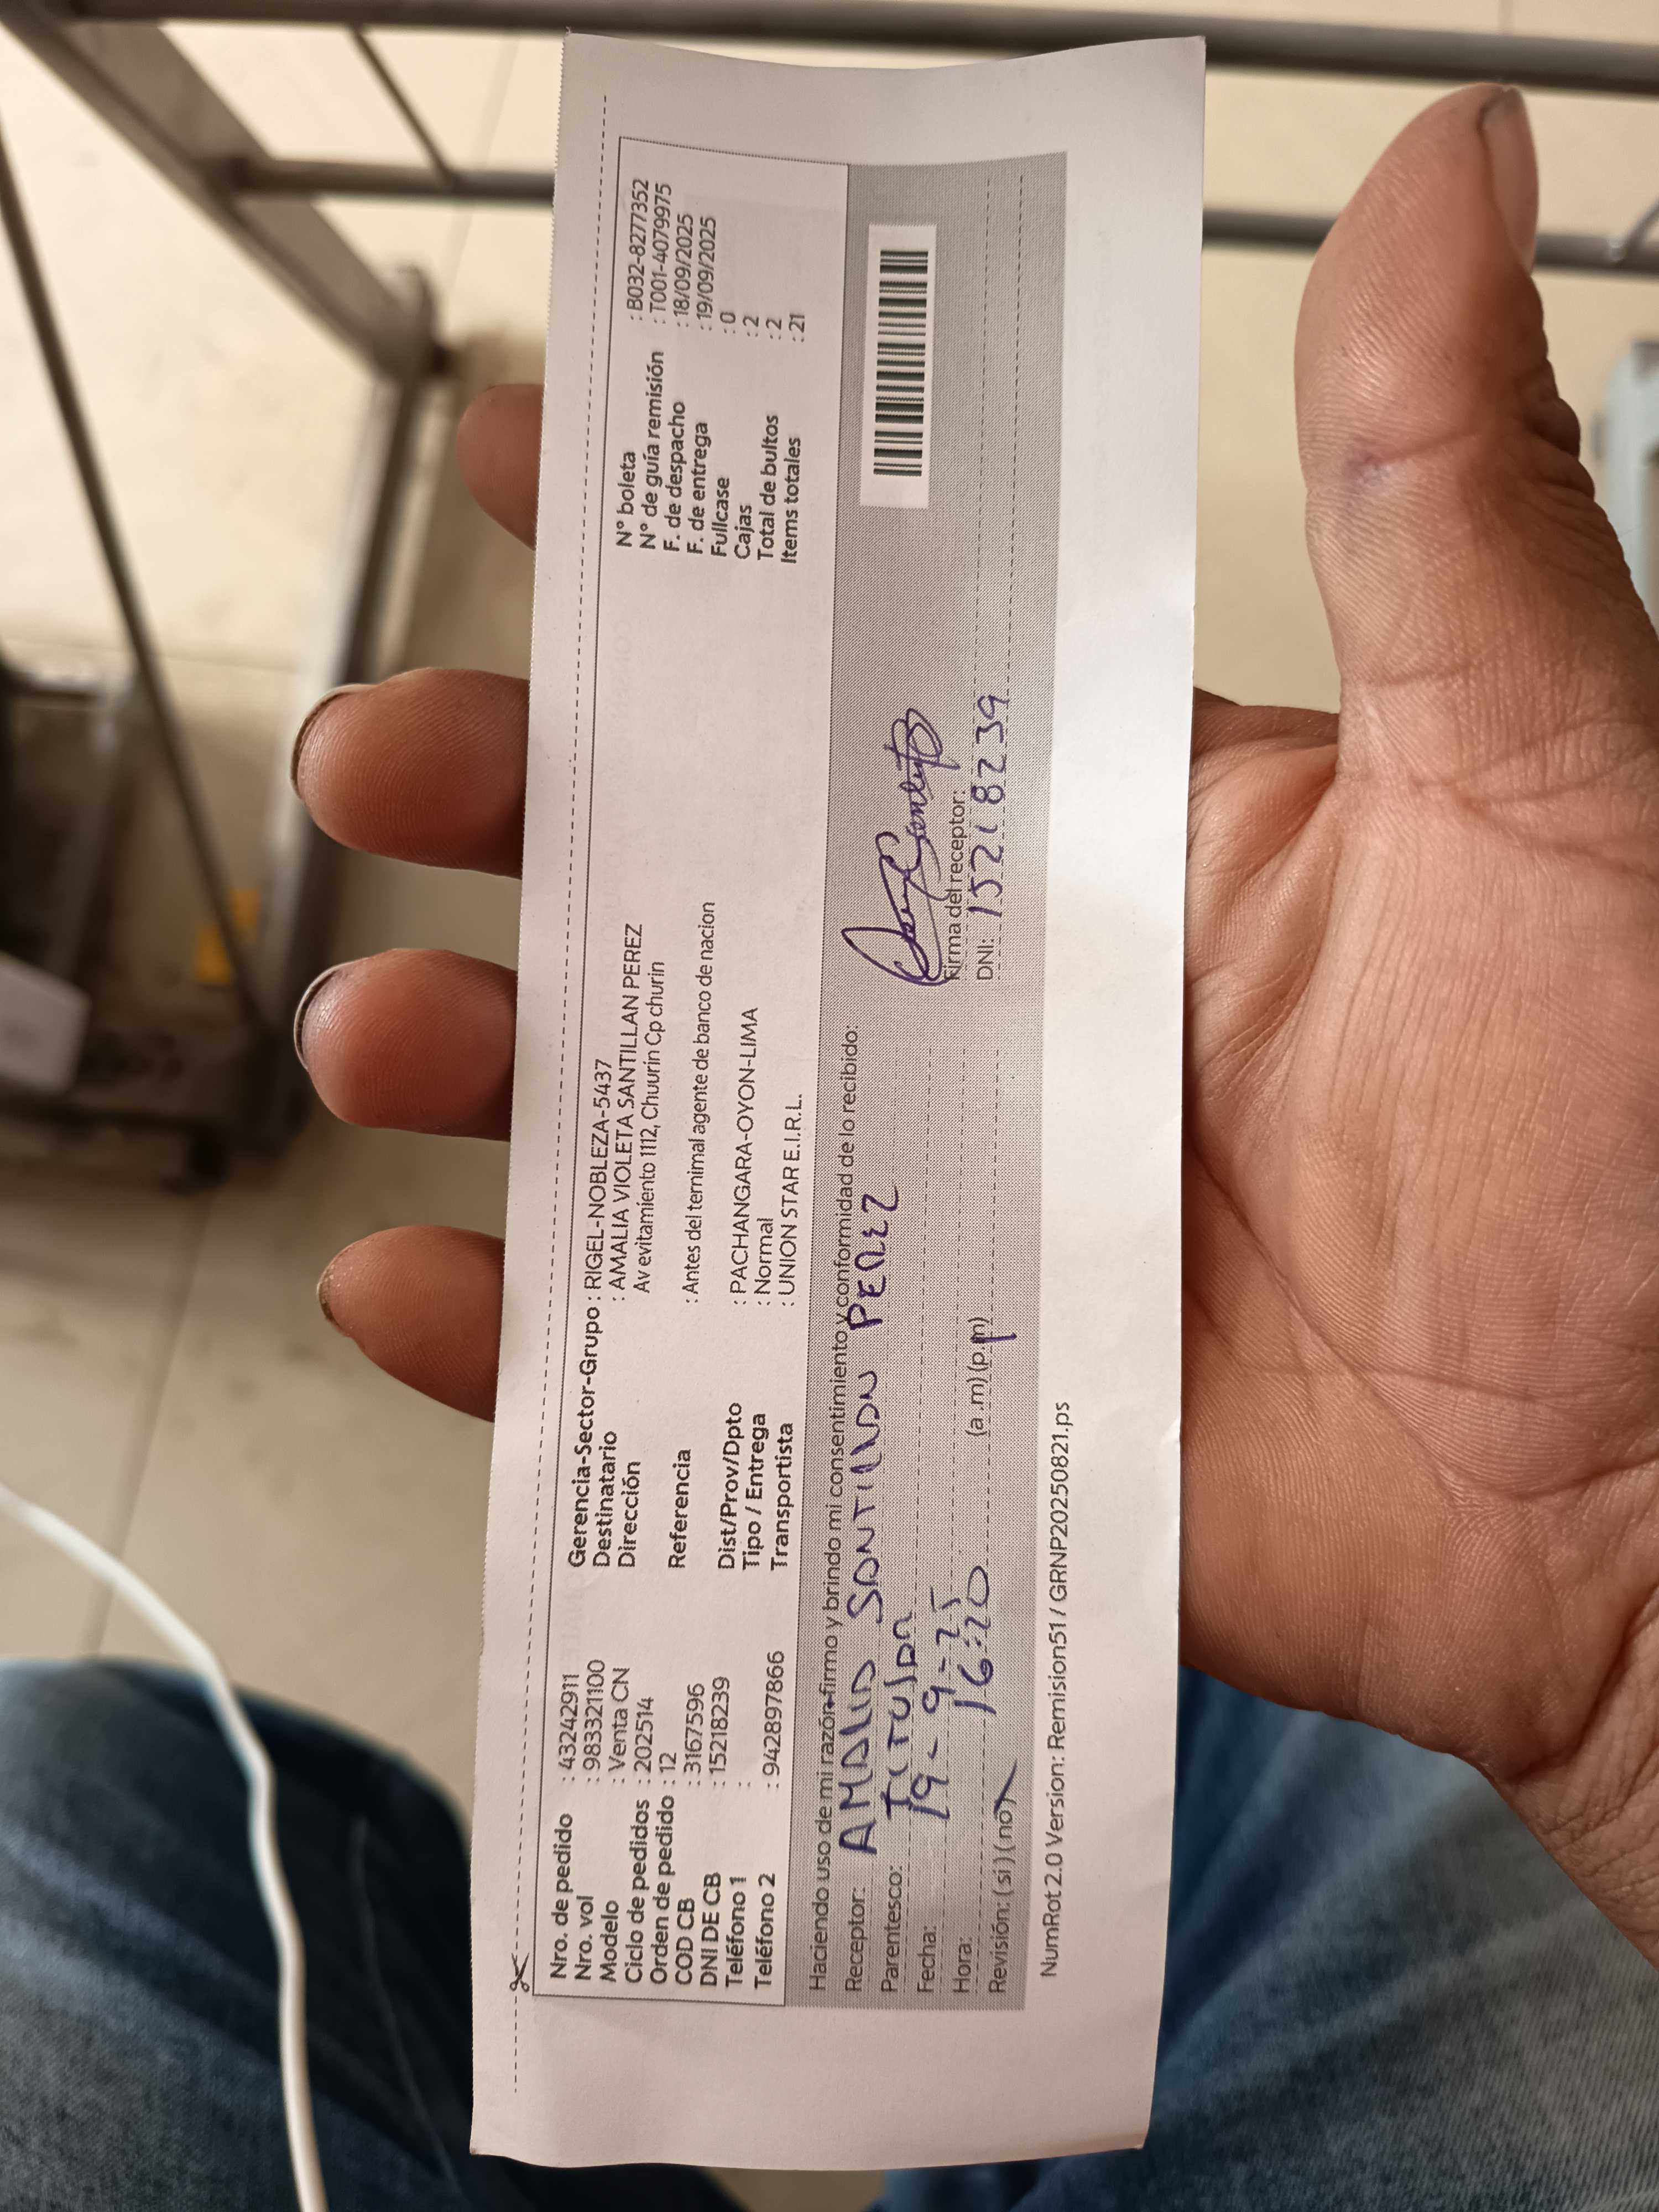 Nro. de pedido : 43242911
Nro. vol : 983321100
Modelo : Venta CN
Ciclo de pedidos : 202514
Orden de pedido : 12
COD CB : 3167596
DNI DE CB : 15218239
Teléfono 1 :
Teléfono 2 : 942897866
Gerencia-Sector-Grupo : RIGEL-NOBLEZA-5437
Destinatario : AMALIA VIOLETA SANTILLAN PEREZ
Dirección Av evitamiento 1112, Chuurin Cp churin
Referencia : Antes del ternimal agente de banco de nacion
Dist/Prov/Dpto : PACHANGARA-OYON-LIMA
Tipo / Entrega : Normal
Transportista : UNION STAR E.I.R.L.
N° boleta : B032-8277352
N° de guía remisión : T001-4079975
F. de despacho : 18/09/2025
F. de entrega : 19/09/2025
Fullcase : 0
Cajas : 2
Total de bultos : 2
Items totales : 21
Haciendo uso de mi razón firmo y brindo mi consentimiento y conformidad de lo recibido:
Receptor: AMALIA SANTILLAN PEREZ
Parentesco: TITULAR
Fecha: 19-9-25
Hora: 16:20 (a.m) (p.m)
Revisión: (si) (no)
Firma del receptor:
DNI: 15218239
NumRot 2.0 Version: Remision51 / GRNP20250821.ps